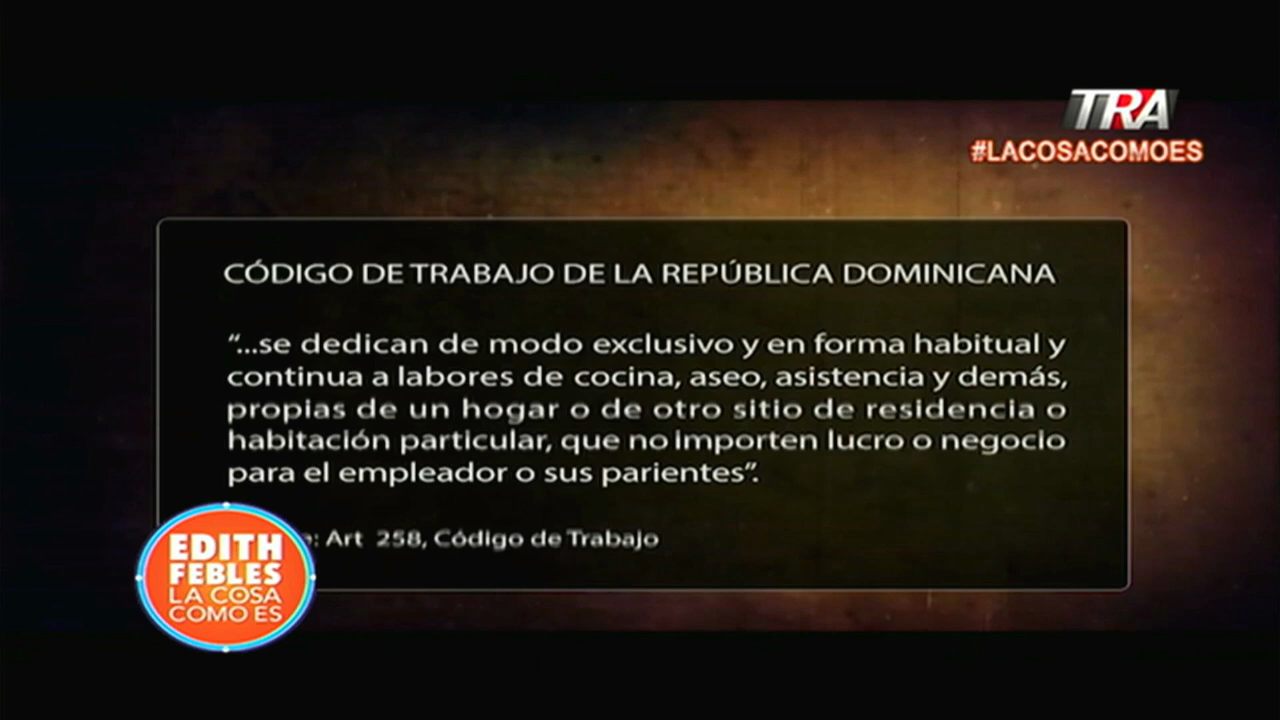 TRA
#LACOSACOMOES
CÓDIGO DE TRABAJO DE LA REPÚBLICA DOMINICANA
“...se dedican de modo exclusivo y en forma habitual y
continua a labores de cocina, aseo, asistencia y demás,
propias de un hogar o de otro sitio de residencia o
habitación particular, que no importen lucro o negocio
para el empleador o sus parientes”.
: Art 258, Código de Trabajo
EDITH
FEBLES
LA COSA
COMO ES